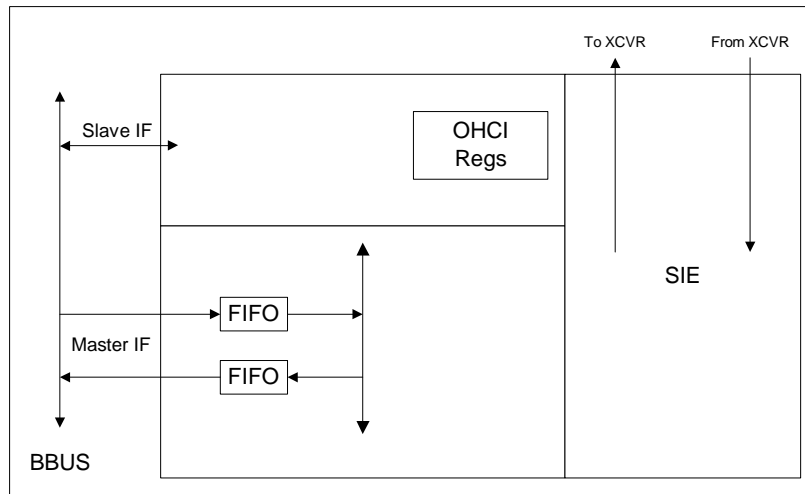 To XCVR
From XCVR
Slave IF
OHCI
Regs
SIE
FIFO
Master IF
FIFO
BBUS